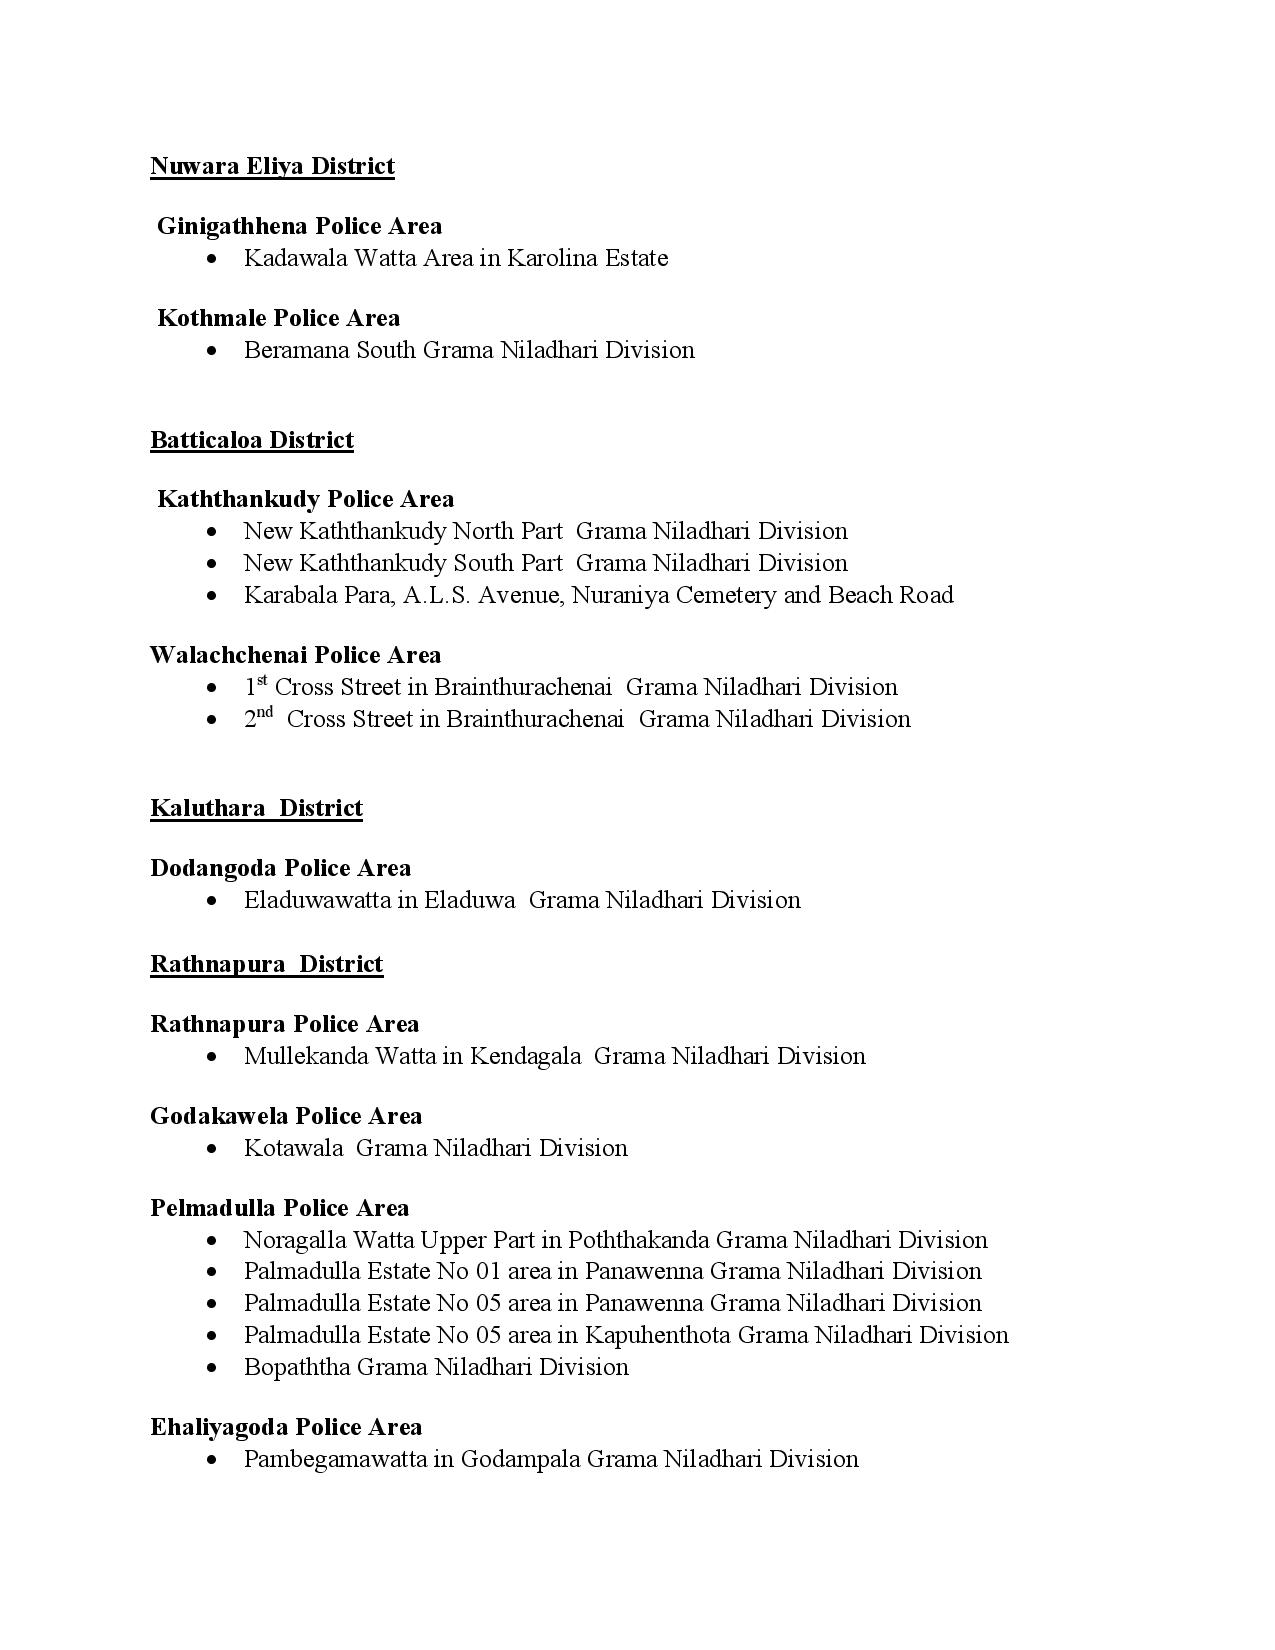 Nuwara Eliya District
Ginigathhena Police Area
• Kadawala Watta Area in Karolina Estate
Kothmale Police Area
• Beramana South Grama Niladhari Division
Batticaloa District
Kaththankudy Police Area
• New Kaththankudy North Part  Grama Niladhari Division
• New Kaththankudy South Part  Grama Niladhari Division
• Karabala Para, A.L.S. Avenue, Nuraniya Cemetery and Beach Road
Walachchenai Police Area
• 1st Cross Street in Brainthurachenai  Grama Niladhari Division
• 2nd  Cross Street in Brainthurachenai  Grama Niladhari Division
Kaluthara  District
Dodangoda Police Area
• Eladuwawatta in Eladuwa  Grama Niladhari Division
Rathnapura  District
Rathnapura Police Area
• Mullekanda Watta in Kendagala  Grama Niladhari Division
Godakawela Police Area
• Kotawala  Grama Niladhari Division
Pelmadulla Police Area
• Noragalla Watta Upper Part in Poththakanda Grama Niladhari Division
• Palmadulla Estate No 01 area in Panawenna Grama Niladhari Division
• Palmadulla Estate No 05 area in Panawenna Grama Niladhari Division
• Palmadulla Estate No 05 area in Kapuhenthota Grama Niladhari Division
• Bopaththa Grama Niladhari Division
Ehaliyagoda Police Area
• Pambegamawatta in Godampala Grama Niladhari Division